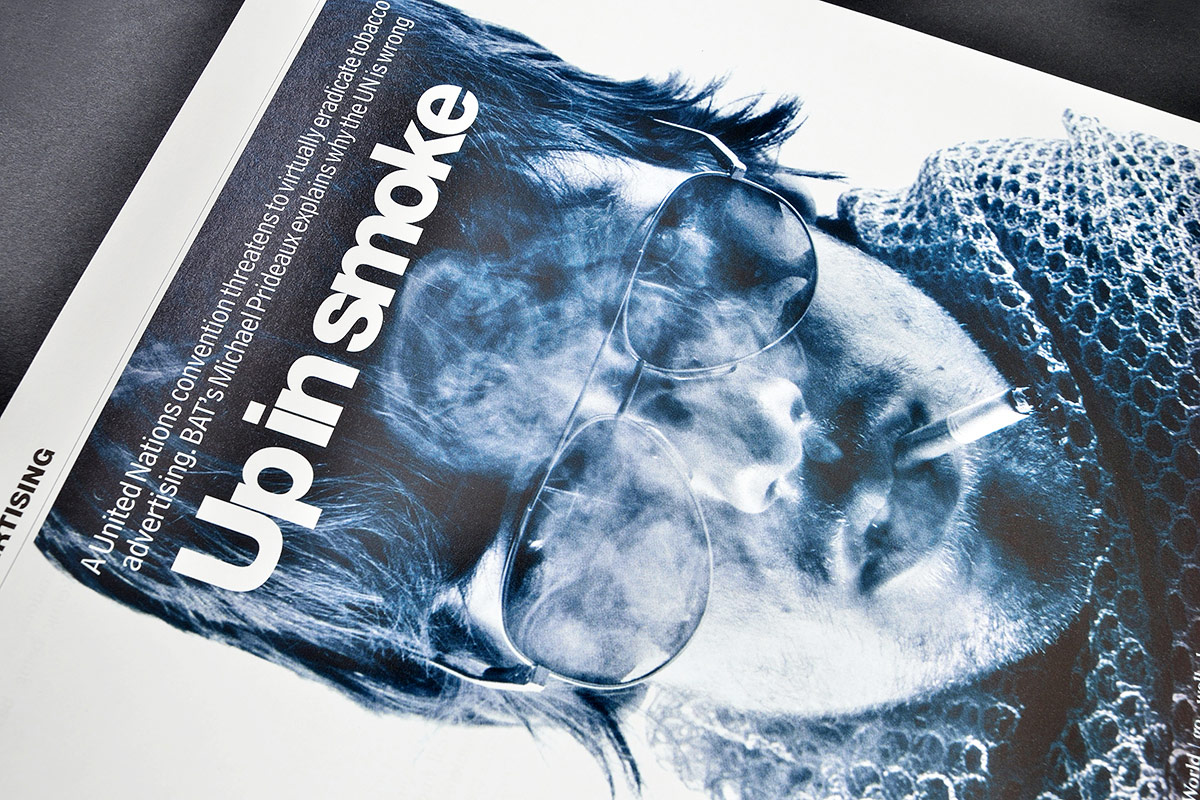 A United Nations convention threatens to virtually eradicate tobacco
advertising. BAT's Michael Prideaux explains why the UN is wrong
Up in smoke
World